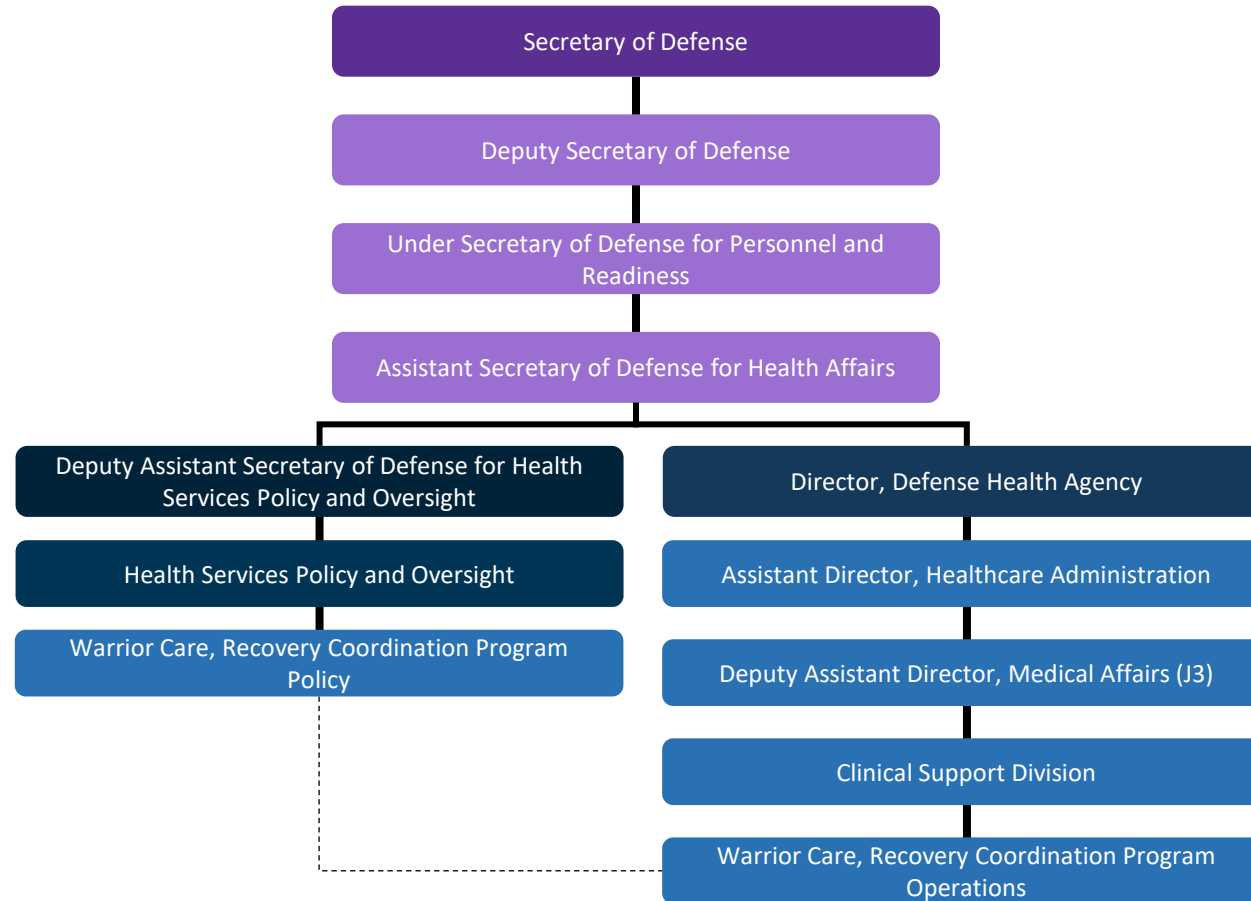 Secretary of Defense
Deputy Secretary of Defense
Under Secretary of Defense for Personnel and
Readiness
Assistant Secretary of Defense for Health Affairs
Deputy Assistant Secretary of Defense for Health
Services Policy and Oversight
Health Services Policy and Oversight
Warrior Care, Recovery Coordination Program
Policy
Director, Defense Health Agency
Assistant Director, Healthcare Administration
Deputy Assistant Director, Medical Affairs (J3)
Clinical Support Division
Warrior Care, Recovery Coordination Program
Operations